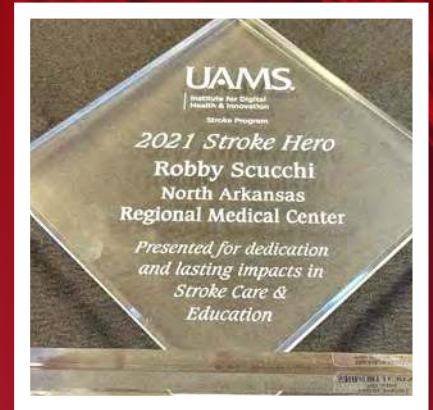 UAMS.
Institute for Digital
Health & Innovation
Stroke Program
2021 Stroke Hero
Robby Scucchi
North Arkansas
Regional Medical Center
Presented for dedication
and lasting impacts in
Stroke Care &
Education